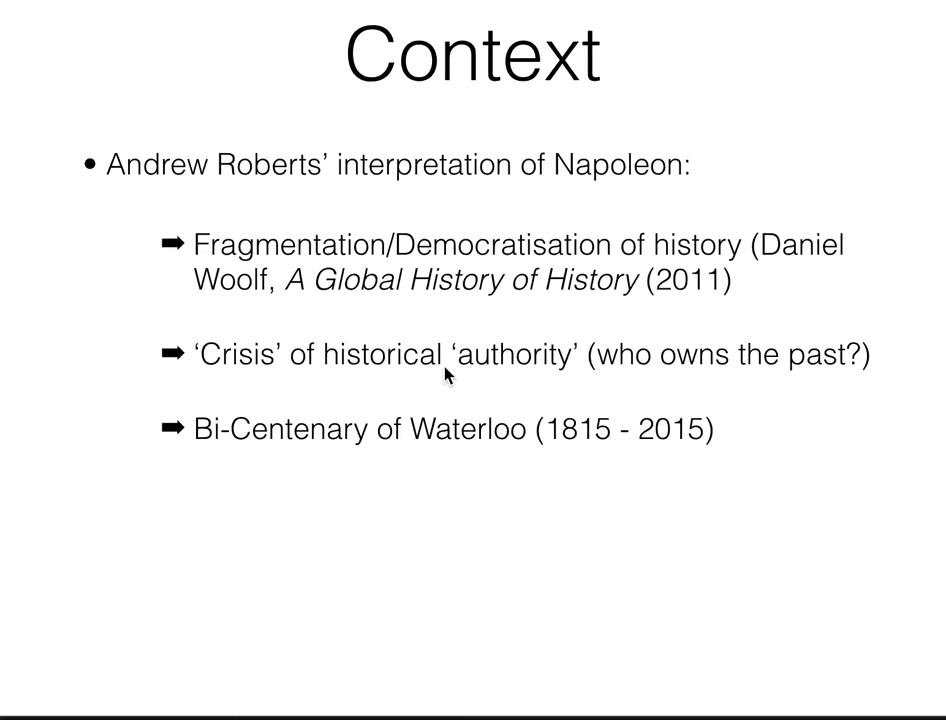 Context
• Andrew Roberts’ interpretation of Napoleon:
➡ Fragmentation/Democratisation of history (Daniel
Woolf, A Global History of History (2011)
➡ ‘Crisis’ of historical ‘authority’ (who owns the past?)
➡ Bi-Centenary of Waterloo (1815 - 2015)